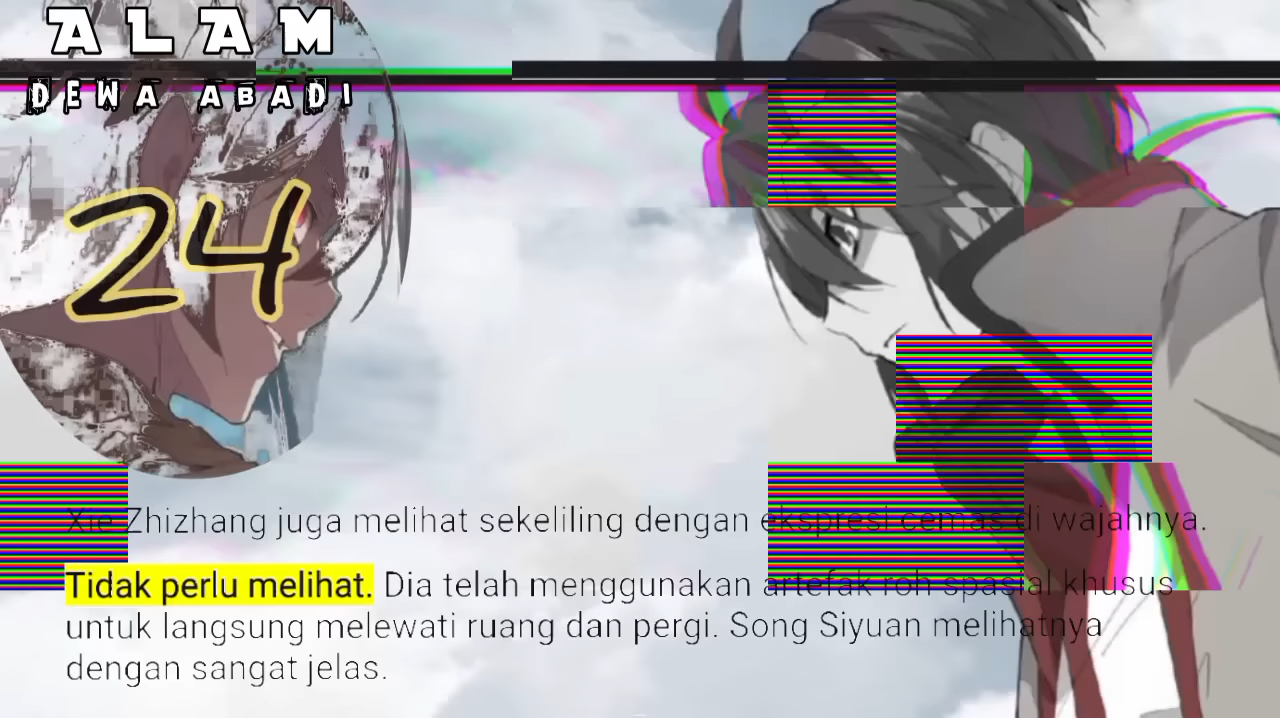 ALAM
DEWA ABADI
24
Xie Zhizhang juga melihat sekeliling dengan ekspresi cemas di wajahnya.
Tidak perlu melihat. Dia telah menggunakan artefak roh spasial khusus
untuk langsung melewati ruang dan pergi. Song Siyuan melihatnya
dengan sangat jelas.